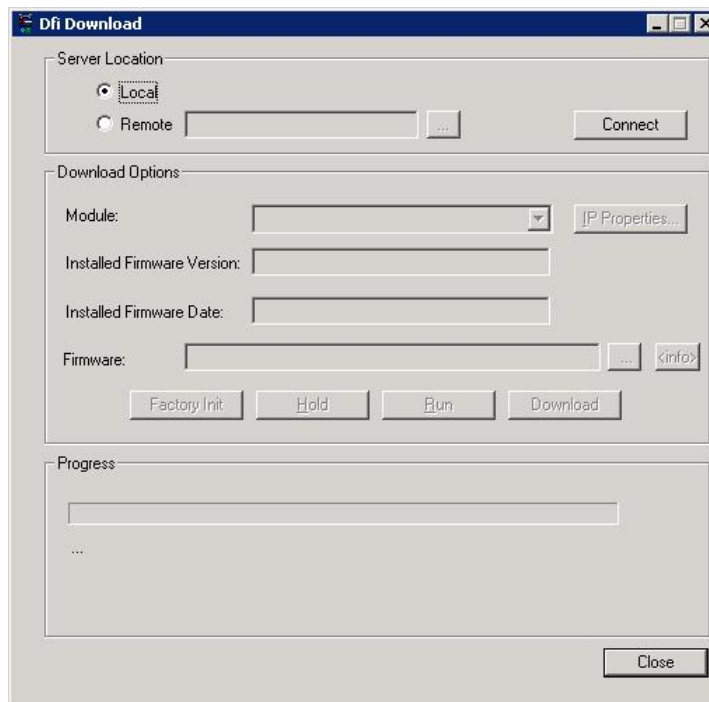 Dfi Download
Server Location
Local
Remote ... Connect
Download Options
Module: IP Properties...
Installed Firmware Version:
Installed Firmware Date:
Firmware: ... <info>
Factory Init Hold Run Download
Progress
...
Close